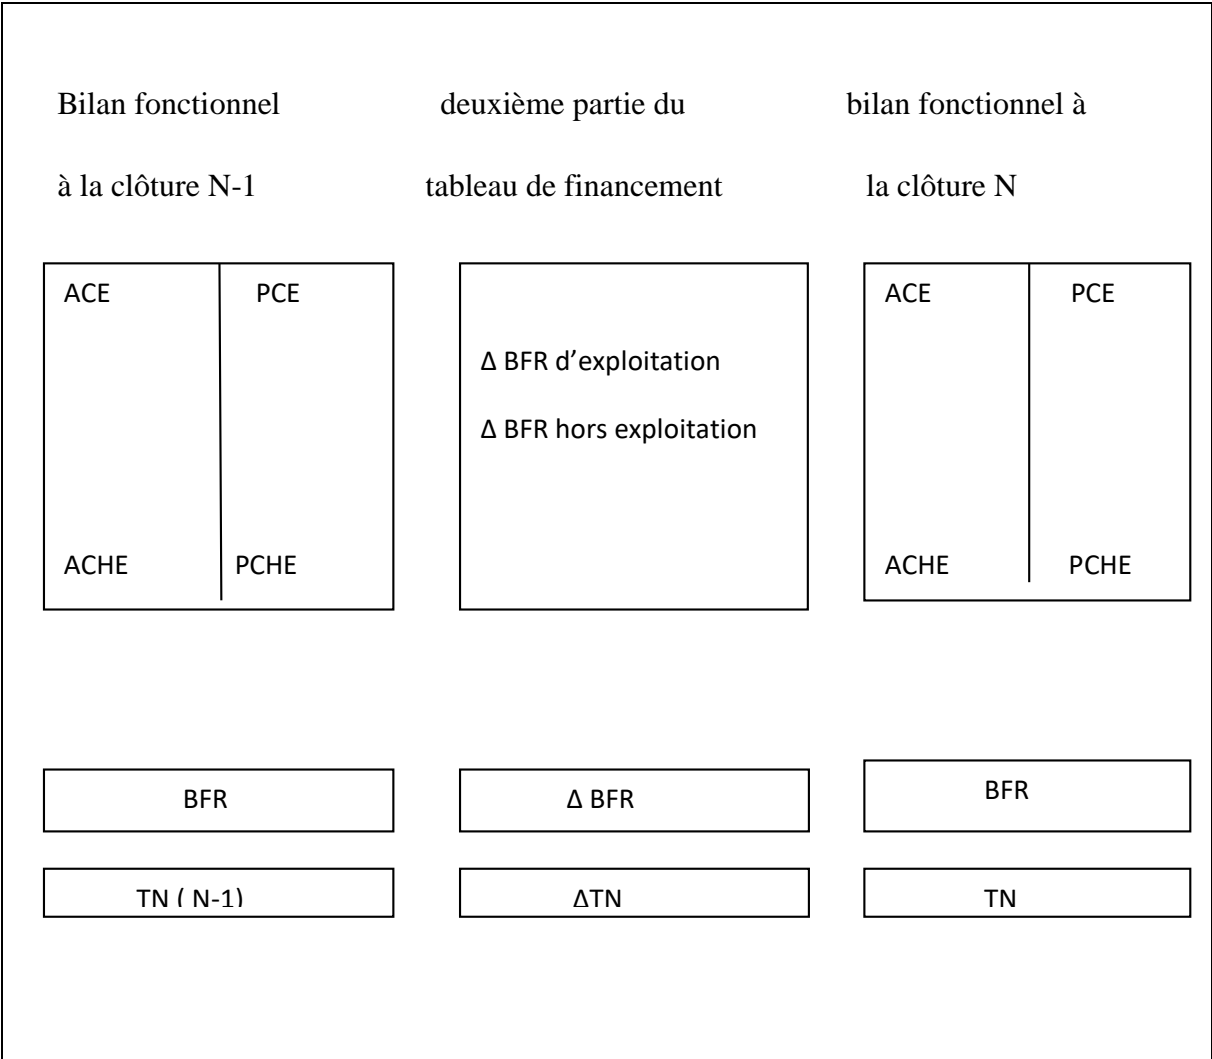 Bilan fonctionnel deuxième partie du bilan fonctionnel à
à la clôture N-1 tableau de financement la clôture N
ACE PCE ACE PCE
Δ BFR d’exploitation
Δ BFR hors exploitation
ACHE PCHE ACHE PCHE
BFR Δ BFR BFR
TN ( N-1) ΔTN TN